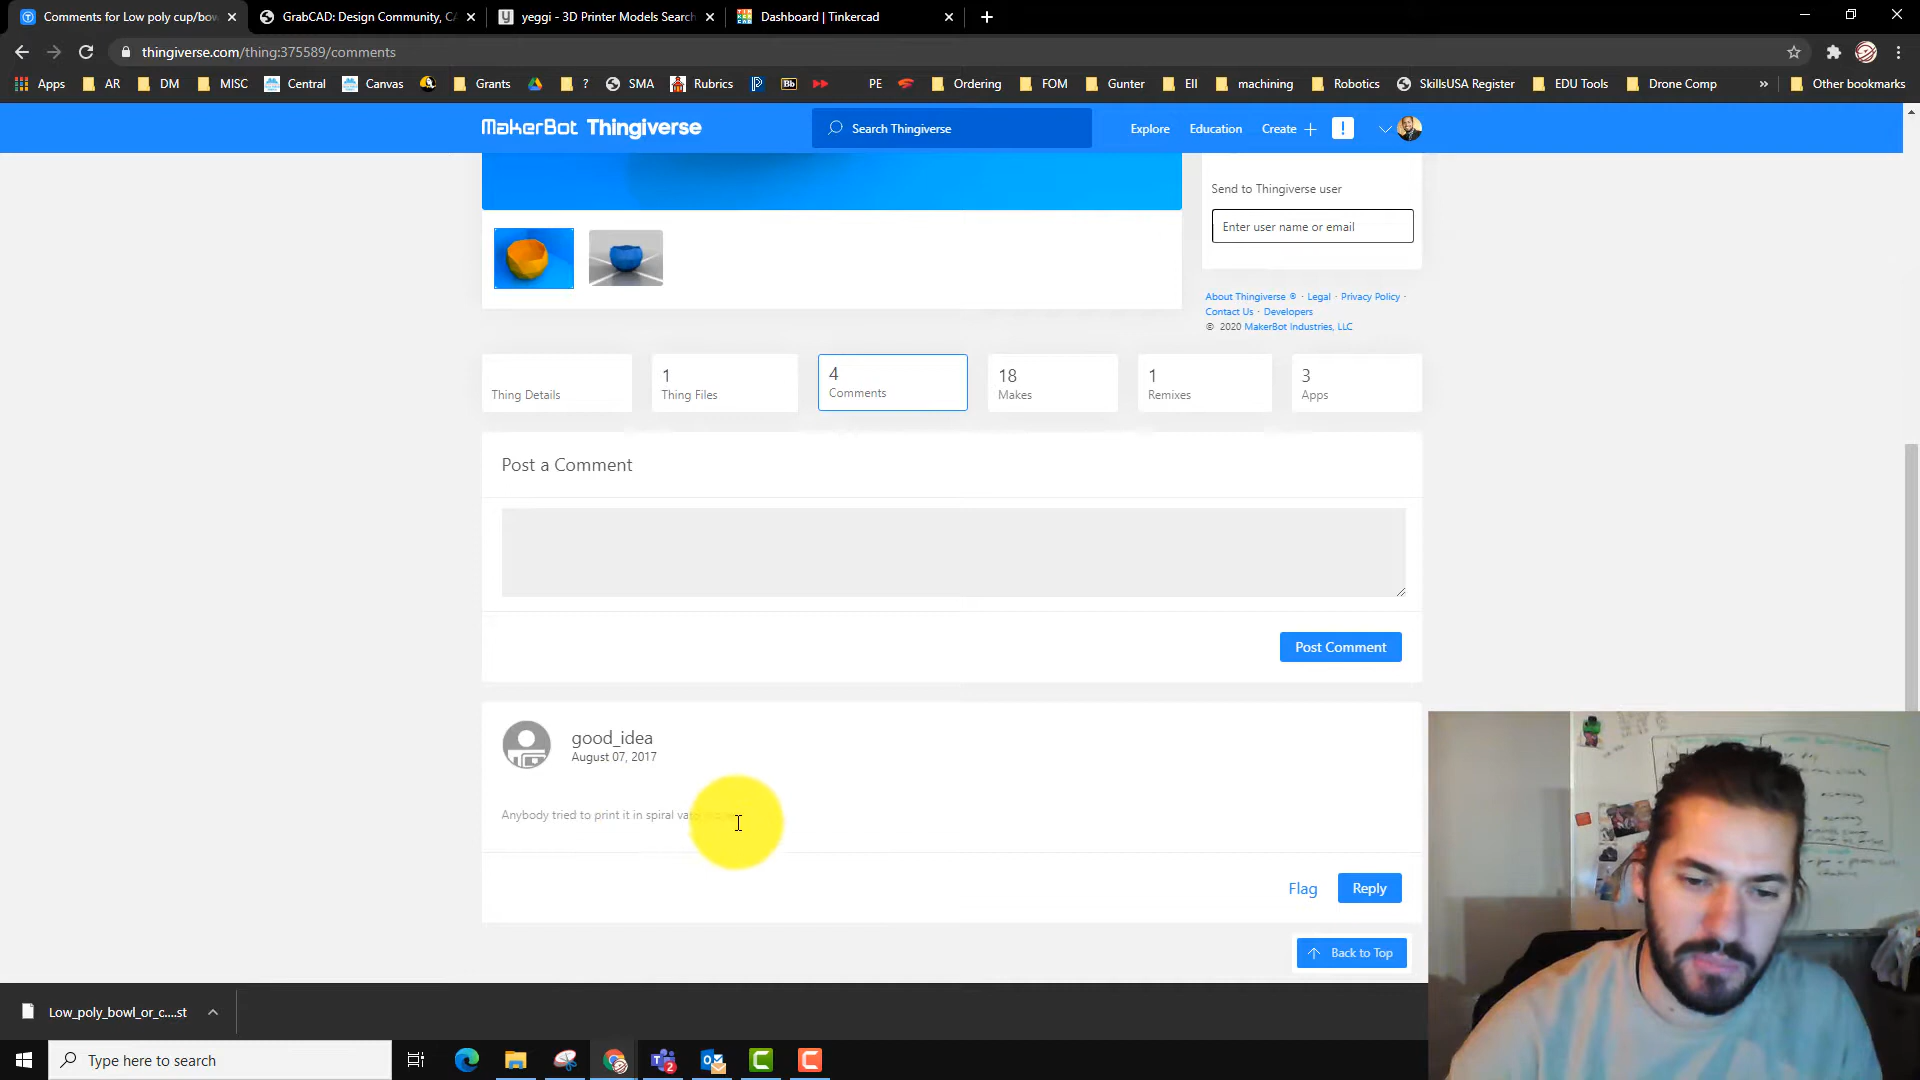 Comments for Low poly cup/bow
GrabCAD: Design Community, CA
yeggi - 3D Printer Models Search
Dashboard | Tinkercad
thingiverse.com/thing:375589/comments
Apps
AR
DM
MISC
Central
Canvas
Grants
?
SMA
Rubrics
Bb
PE
Ordering
FOM
Gunter
EII
machining
Robotics
SkillsUSA Register
EDU Tools
Drone Comp
»
Other bookmarks
MakerBot Thingiverse
Search Thingiverse
Explore
Education
Create
Send to Thingiverse user
Enter user name or email
About Thingiverse ® · Legal · Privacy Policy ·
Contact Us · Developers
© 2020 MakerBot Industries, LLC
Thing Details
1
Thing Files
4
Comments
18
Makes
1
Remixes
3
Apps
Post a Comment
Post Comment
good_idea
August 07, 2017
Anybody tried to print it in spiral
Flag
Reply
Back to Top
Low_poly_bowl_or_c....st
Type here to search